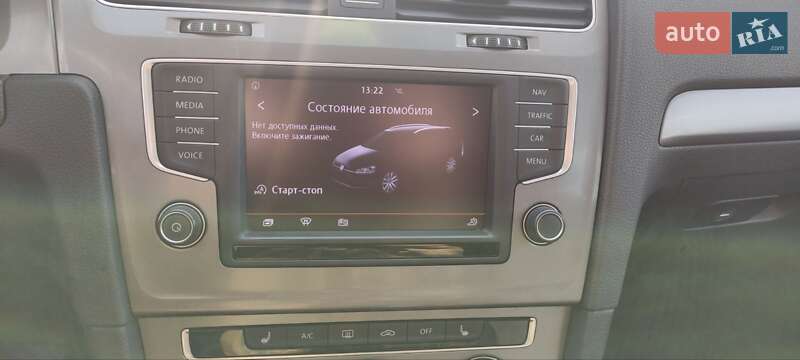 auto RIA .com
RADIO
MEDIA
PHONE
VOICE
13:22 °C
Состояние автомобиля
Нет доступных данных.
Включите зажигание.
Старт-стоп
NAV
TRAFFIC
CAR
MENU
A/C
OFF